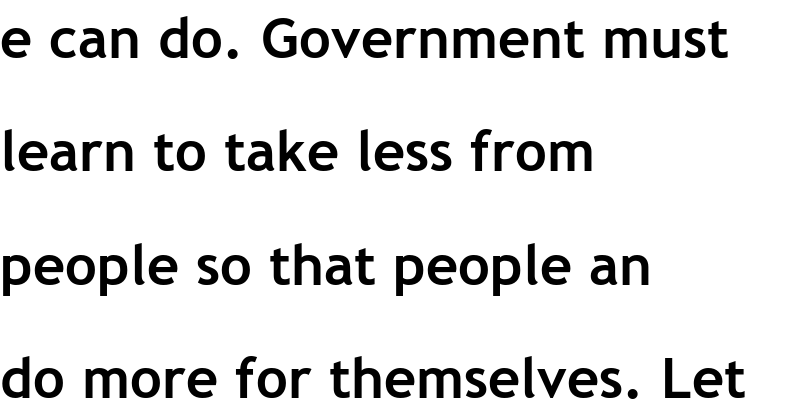 e can do. Government must
learn to take less from
people so that people an
do more for themselves. Let